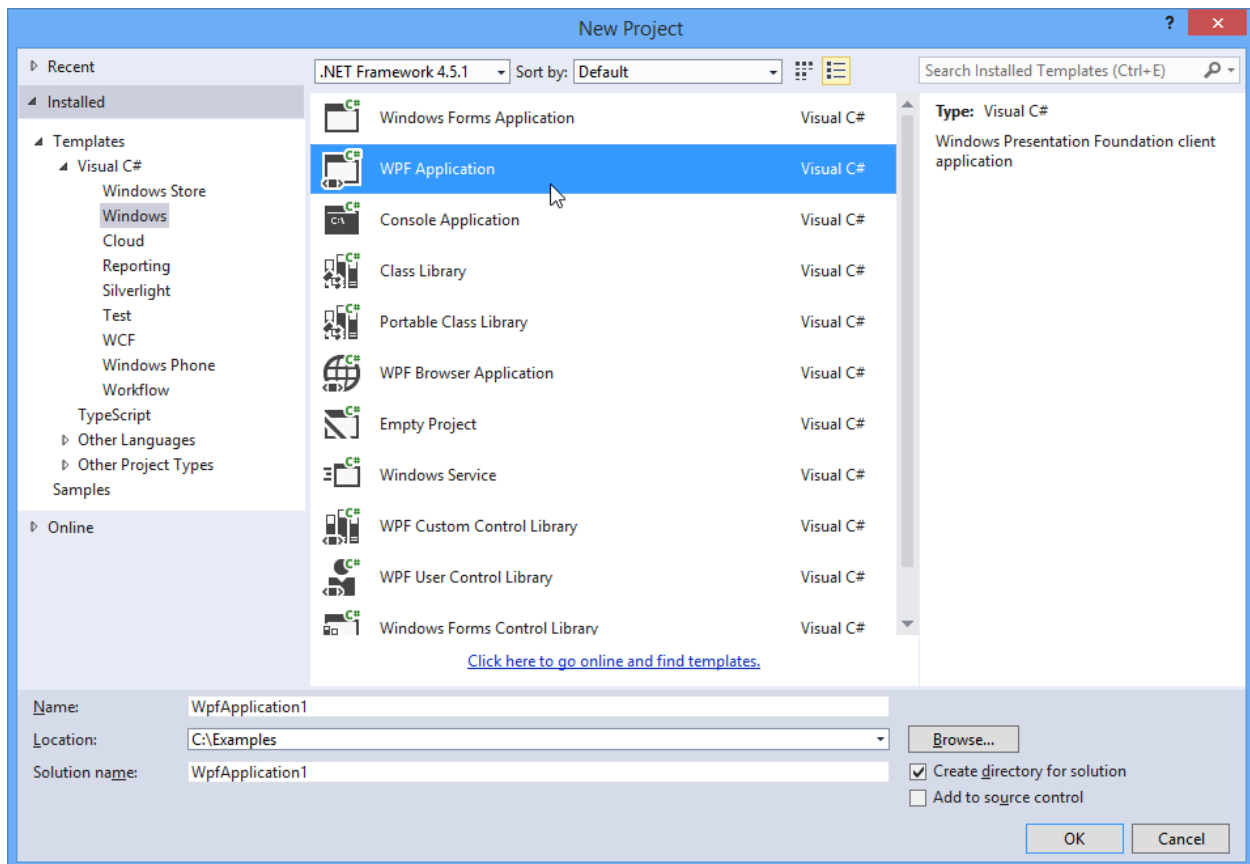 New Project
?
Recent
Installed
Templates
Visual C#
Windows Store
Windows
Cloud
Reporting
Silverlight
Test
WCF
Windows Phone
Workflow
TypeScript
Other Languages
Other Project Types
Samples
Online
.NET Framework 4.5.1 Sort by: Default
Windows Forms Application Visual C#
WPF Application Visual C#
Console Application Visual C#
Class Library Visual C#
Portable Class Library Visual C#
WPF Browser Application Visual C#
Empty Project Visual C#
Windows Service Visual C#
WPF Custom Control Library Visual C#
WPF User Control Library Visual C#
Windows Forms Control Library Visual C#
Click here to go online and find templates.
Search Installed Templates (Ctrl+E)
Type: Visual C#
Windows Presentation Foundation client
application
Name: WpfApplication1
Location: C:\Examples Browse...
Solution name: WpfApplication1
Create directory for solution
Add to source control
OK Cancel